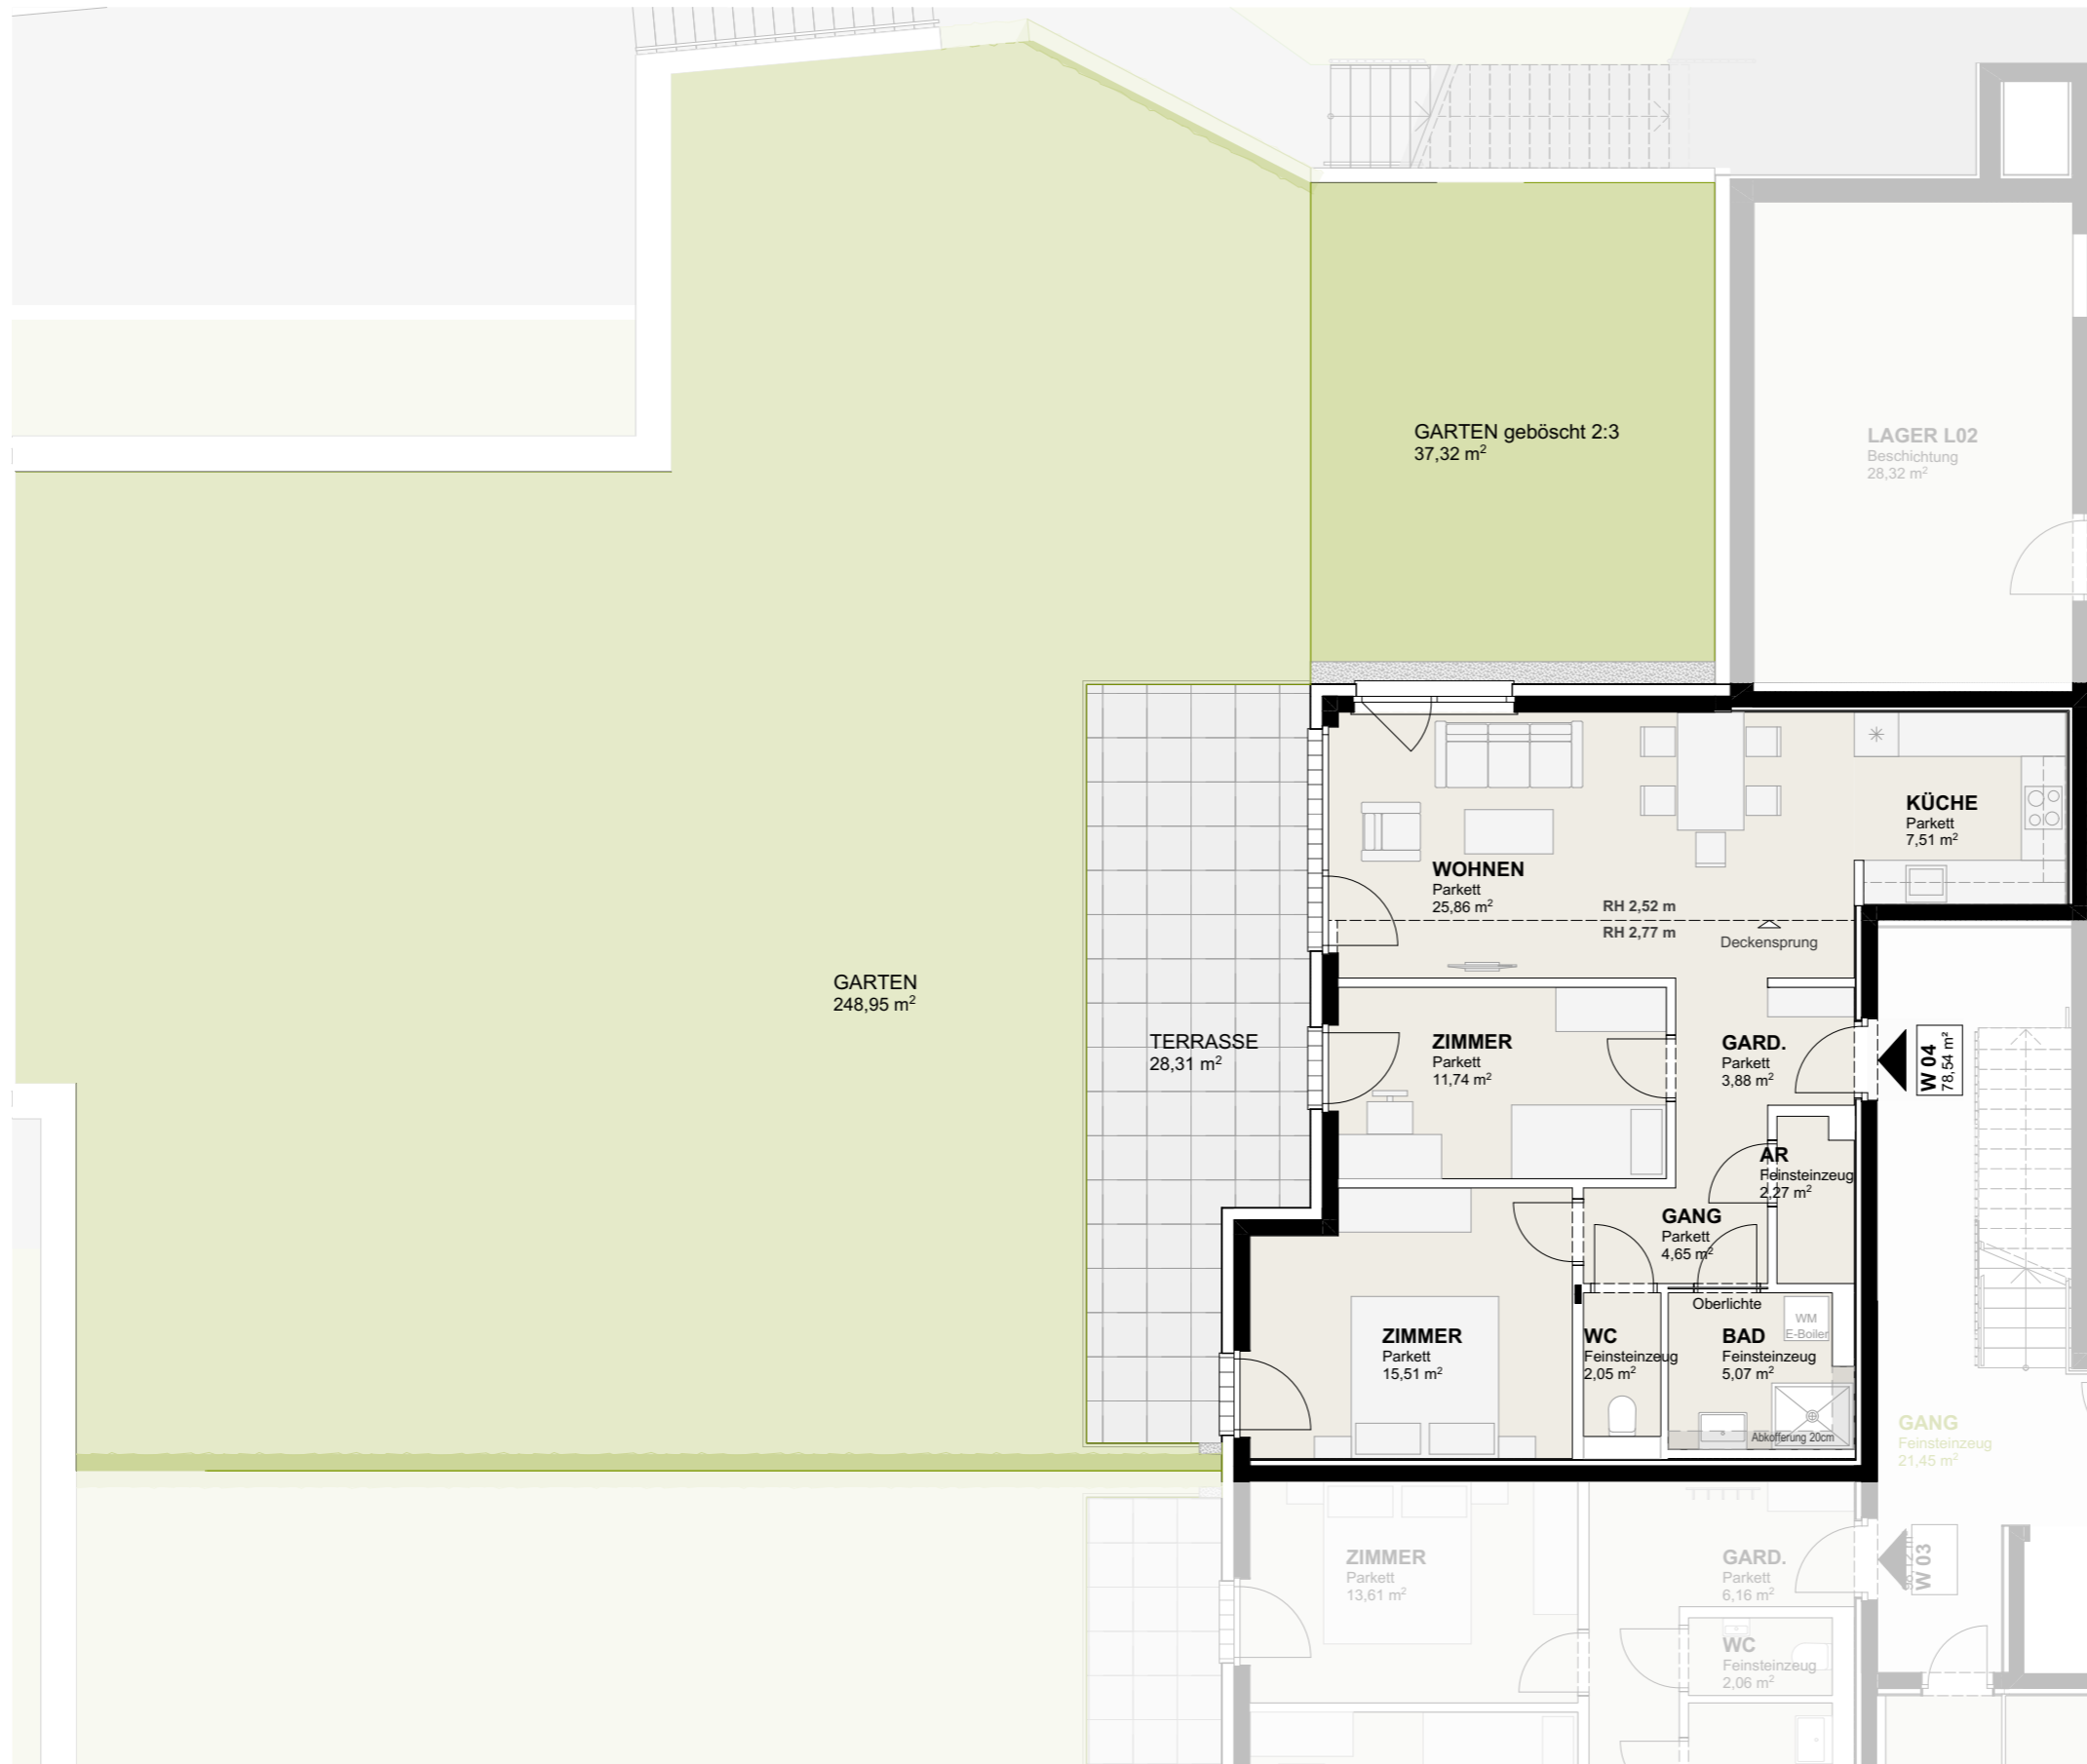 GARTEN geböscht 2:3
37,32 m²
LAGER L02
Beschichtung
28,32 m²
KÜCHE
Parkett
7,51 m²
WOHNEN
Parkett
25,86 m²
RH 2,52 m
RH 2,77 m
Deckensprung
GARTEN
248,95 m²
TERRASSE
28,31 m²
ZIMMER
Parkett
11,74 m²
GARD.
Parkett
3,88 m²
W 04
78,54 m²
AR
Feinsteinzeug
2,27 m²
GANG
Parkett
4,65 m²
Oberlichte
WM
E-Boiler
ZIMMER
Parkett
15,51 m²
WC
Feinsteinzeug
2,05 m²
BAD
Feinsteinzeug
5,07 m²
Abkofferung 20cm
GANG
Feinsteinzeug
21,45 m²
ZIMMER
Parkett
13,61 m²
GARD.
Parkett
6,16 m²
W 03
WC
Feinsteinzeug
2,06 m²